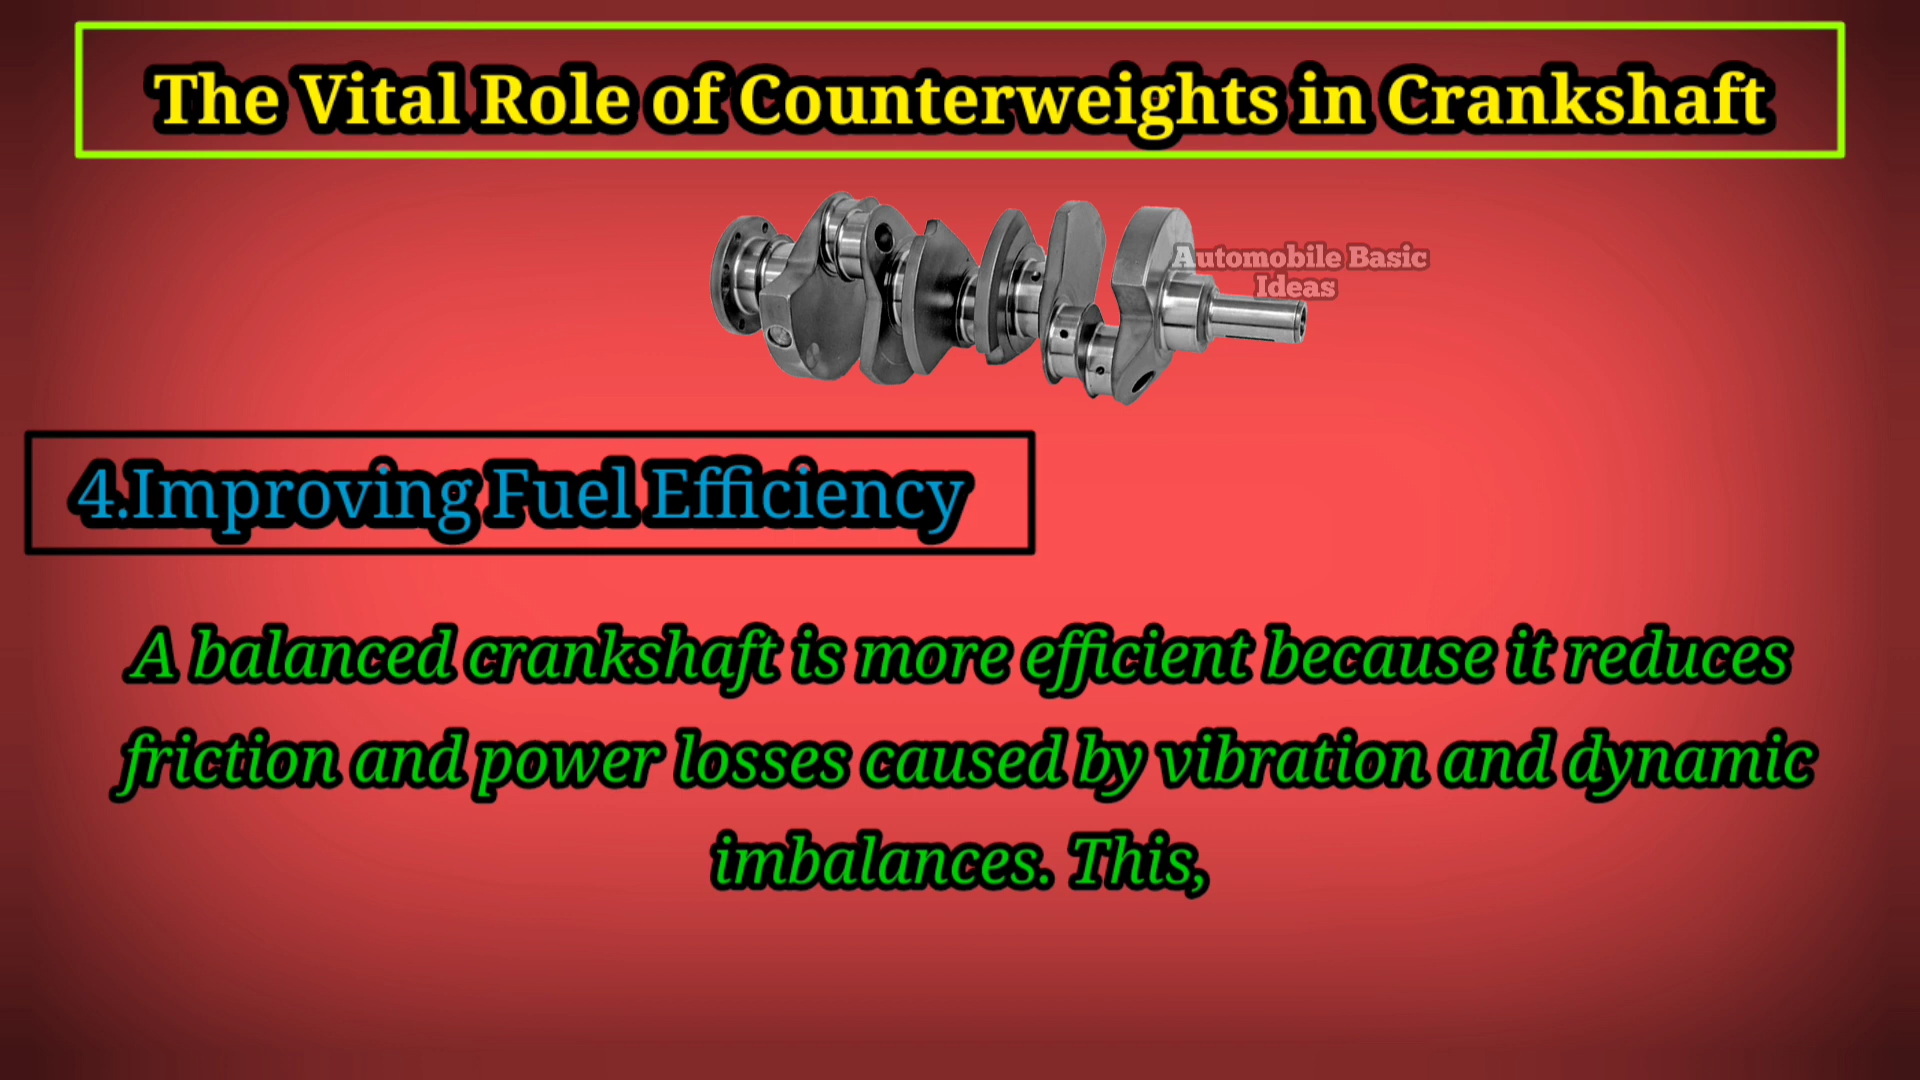 The Vital Role of Counterweights in Crankshaft
Automobile Basic
Ideas
4.Improving Fuel Efficiency
A balanced crankshaft is more efficient because it reduces
friction and power losses caused by vibration and dynamic
imbalances. This,